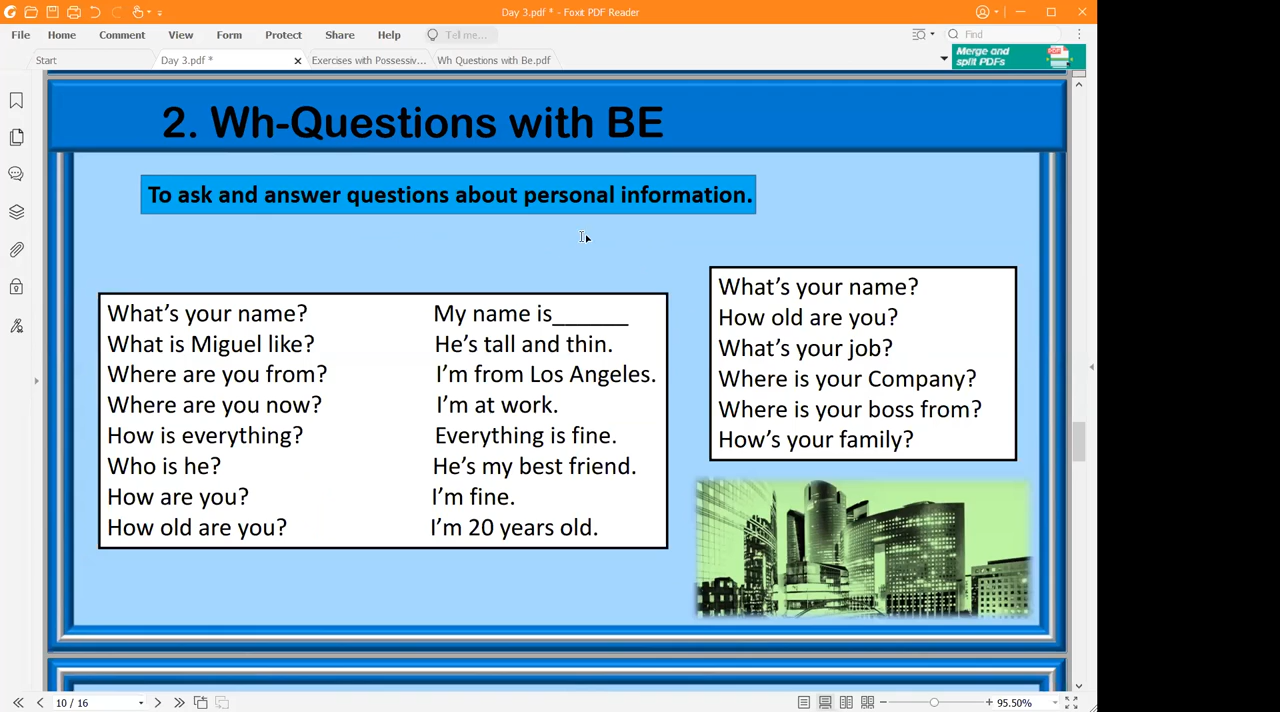 Day 3.pdf * - Foxit PDF Reader
File Home Comment View Form Protect Share Help Tell me... Find
Start Day 3.pdf * Exercises with Possessiv... Wh Questions with Be.pdf
Merge and
split PDFs
2. Wh-Questions with BE
To ask and answer questions about personal information.
What's your name? My name is______
What is Miguel like? He's tall and thin.
Where are you from? I'm from Los Angeles.
Where are you now? I'm at work.
How is everything? Everything is fine.
Who is he? He's my best friend.
How are you? I'm fine.
How old are you? I'm 20 years old.
What's your name?
How old are you?
What's your job?
Where is your Company?
Where is your boss from?
How's your family?
10 / 16 95.50%